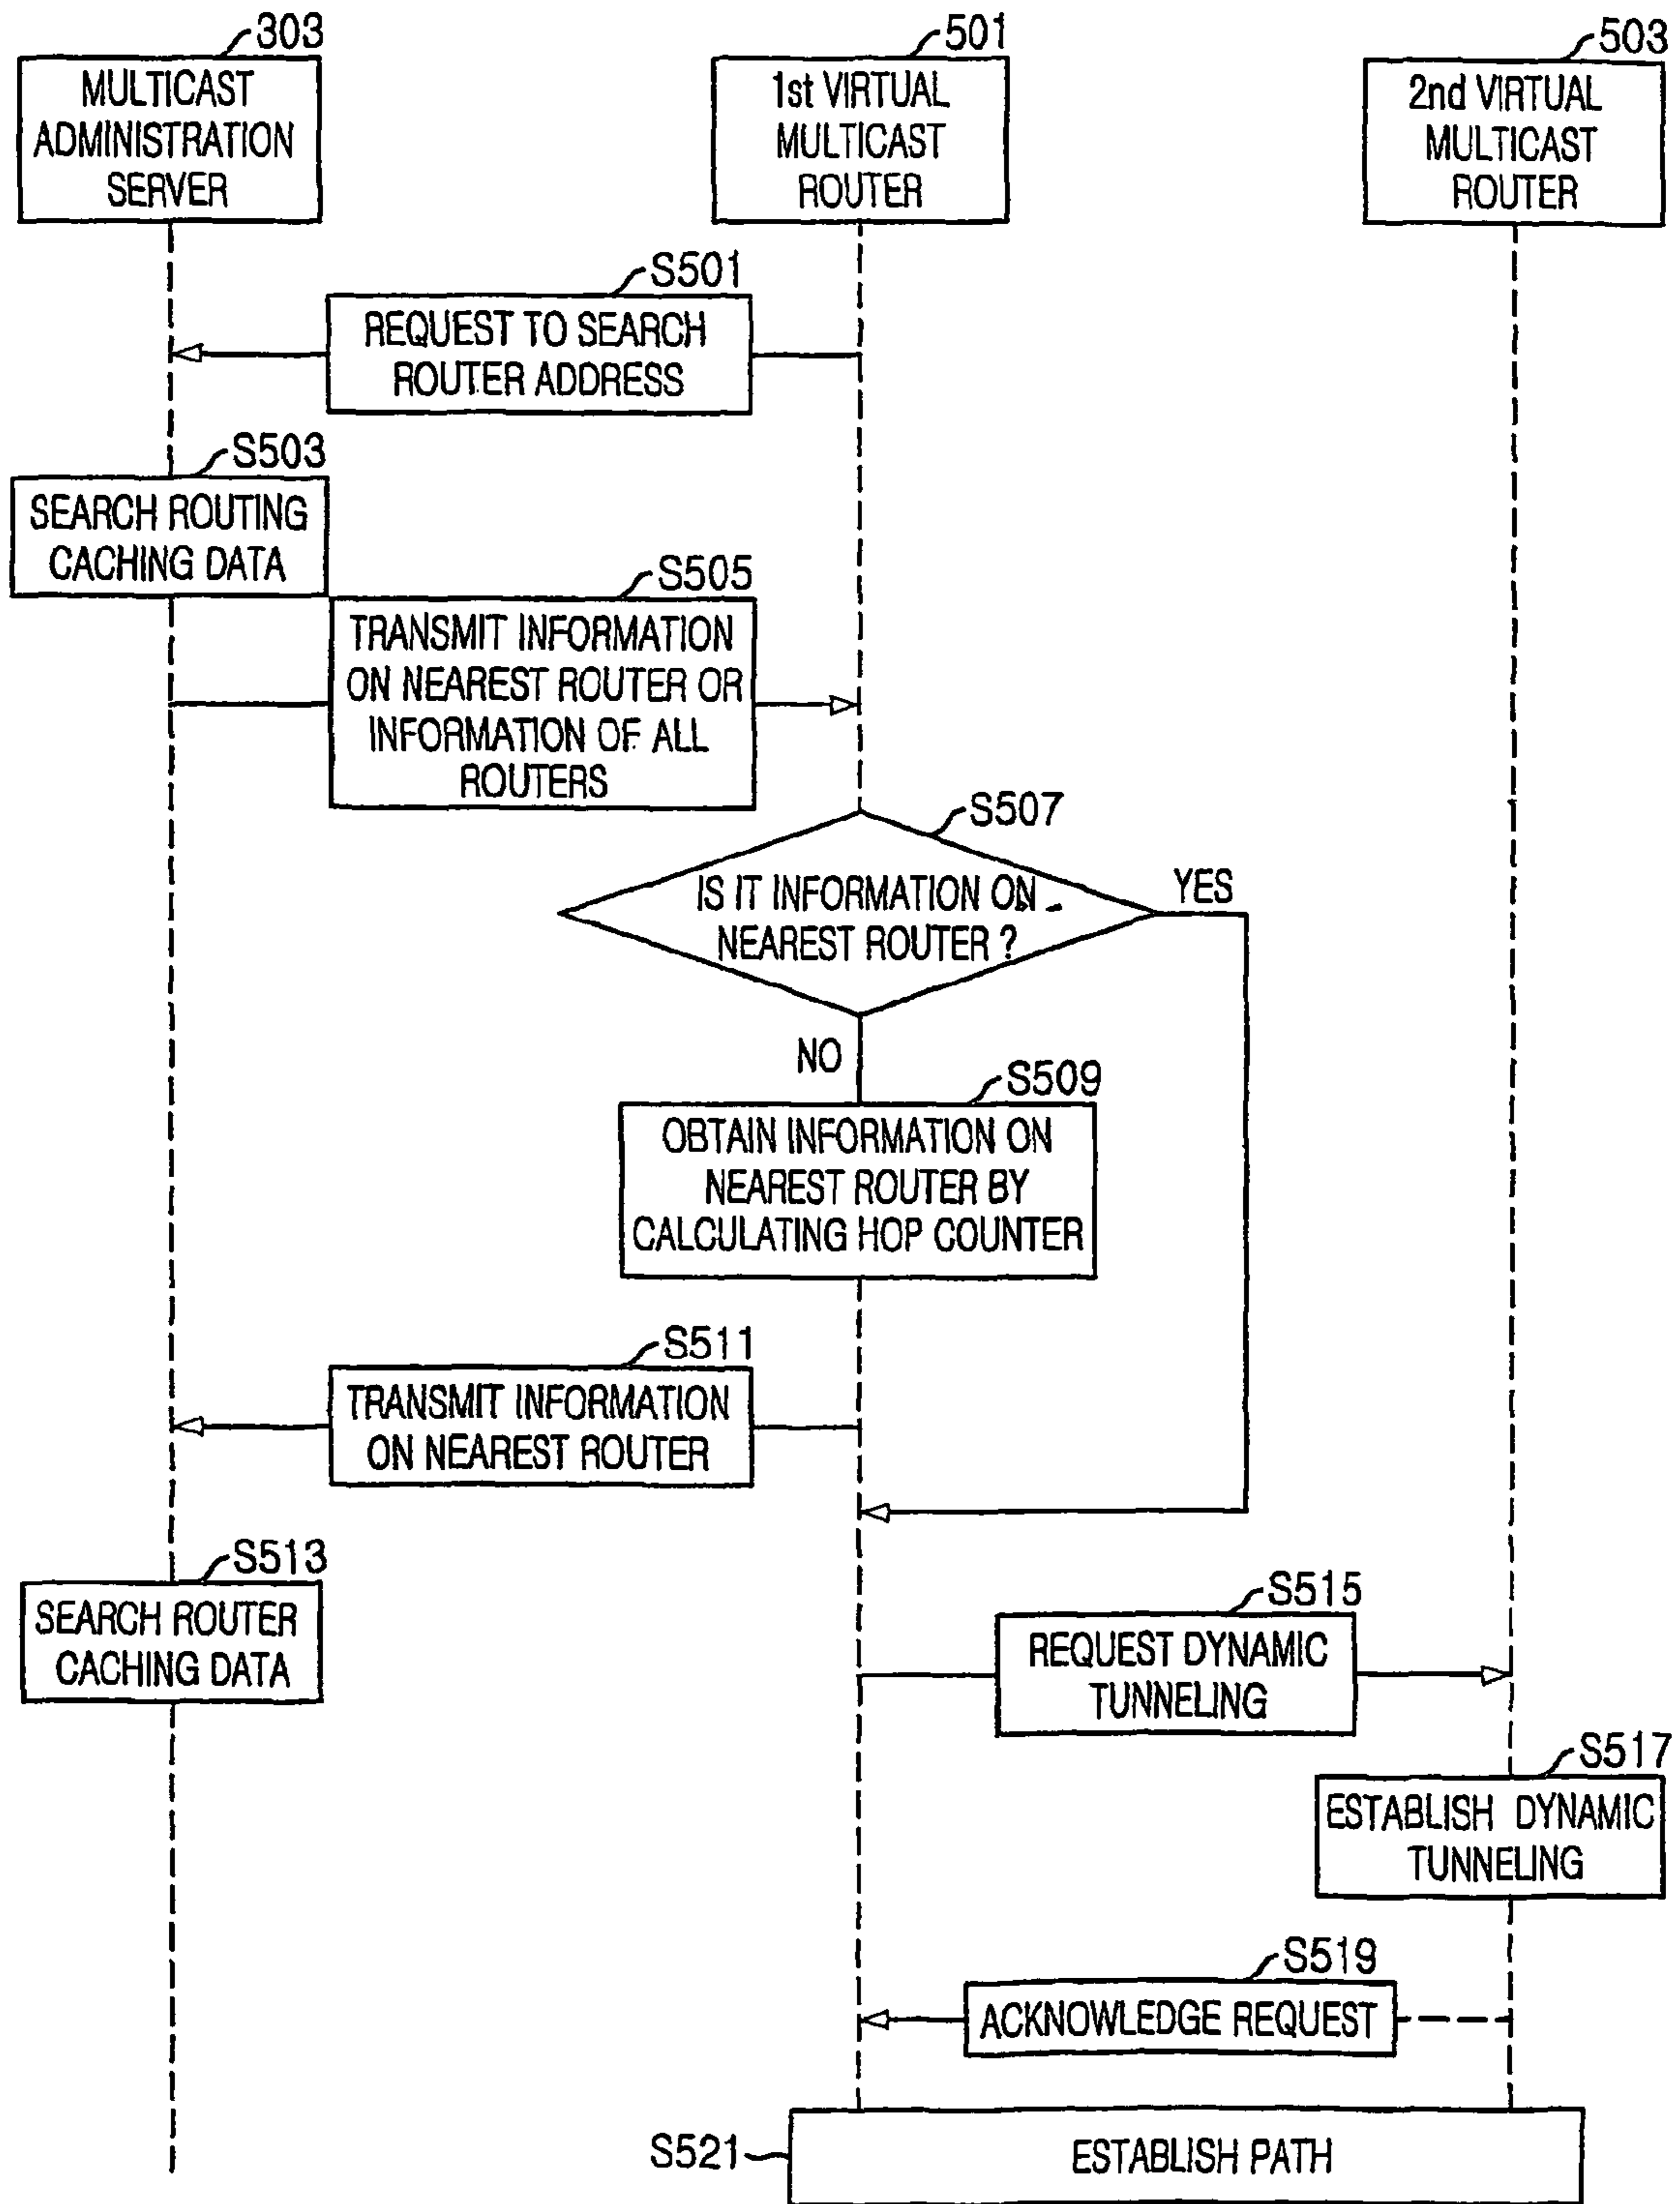 303
MULTICAST
ADMINISTRATION
SERVER
501
1st VIRTUAL
MULTICAST
ROUTER
503
2nd VIRTUAL
MULTICAST
ROUTER
S501
REQUEST TO SEARCH
ROUTER ADDRESS
S503
SEARCH ROUTING
CACHING DATA
S505
TRANSMIT INFORMATION
ON NEAREST ROUTER OR
INFORMATION OF ALL
ROUTERS
S507
IS IT INFORMATION ON
NEAREST ROUTER ?
YES
NO
S509
OBTAIN INFORMATION ON
NEAREST ROUTER BY
CALCULATING HOP COUNTER
S511
TRANSMIT INFORMATION
ON NEAREST ROUTER
S513
SEARCH ROUTER
CACHING DATA
S515
REQUEST DYNAMIC
TUNNELING
S517
ESTABLISH DYNAMIC
TUNNELING
S519
ACKNOWLEDGE REQUEST
S521
ESTABLISH PATH